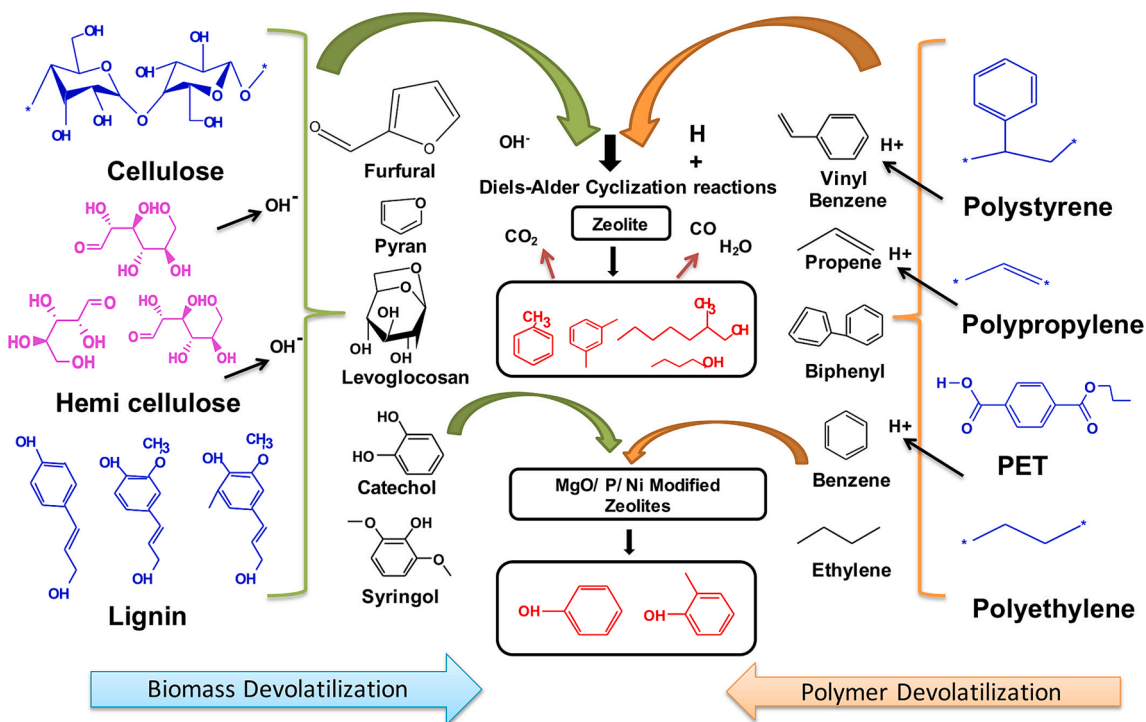 OH
OH
OH
HO
O
O
*
OH
O
OH
O
O
*
OH
OH
HO
Cellulose
HO
OHO
O
HO
OH
OH
OH-
HO
O
HO
OH
OH
HO
OHO
O
HO
OH
OH
OH-
Hemi cellulose
OH
HO
OH
CH3
O
OH
OH
CH3
O
OH
Lignin
O
O
Furfural
O
Pyran
O
O
HO
OH
OH
Levoglocosan
HO
HO
Catechol
O
OH
O
Syringol
OH-
H
+
Diels-Alder Cyclization reactions
Zeolite
CO2
CO
H2O
CH3
CH3
OH
OH
MgO/ P/ Ni Modified
Zeolites
OH
OH
Vinyl
Benzene
H+
Propene
H+
Biphenyl
Benzene
H+
Ethylene
*
*
Polystyrene
*
*
Polypropylene
H-O
O
O
O
PET
*
*
Polyethylene
Biomass Devolatilization
Polymer Devolatilization